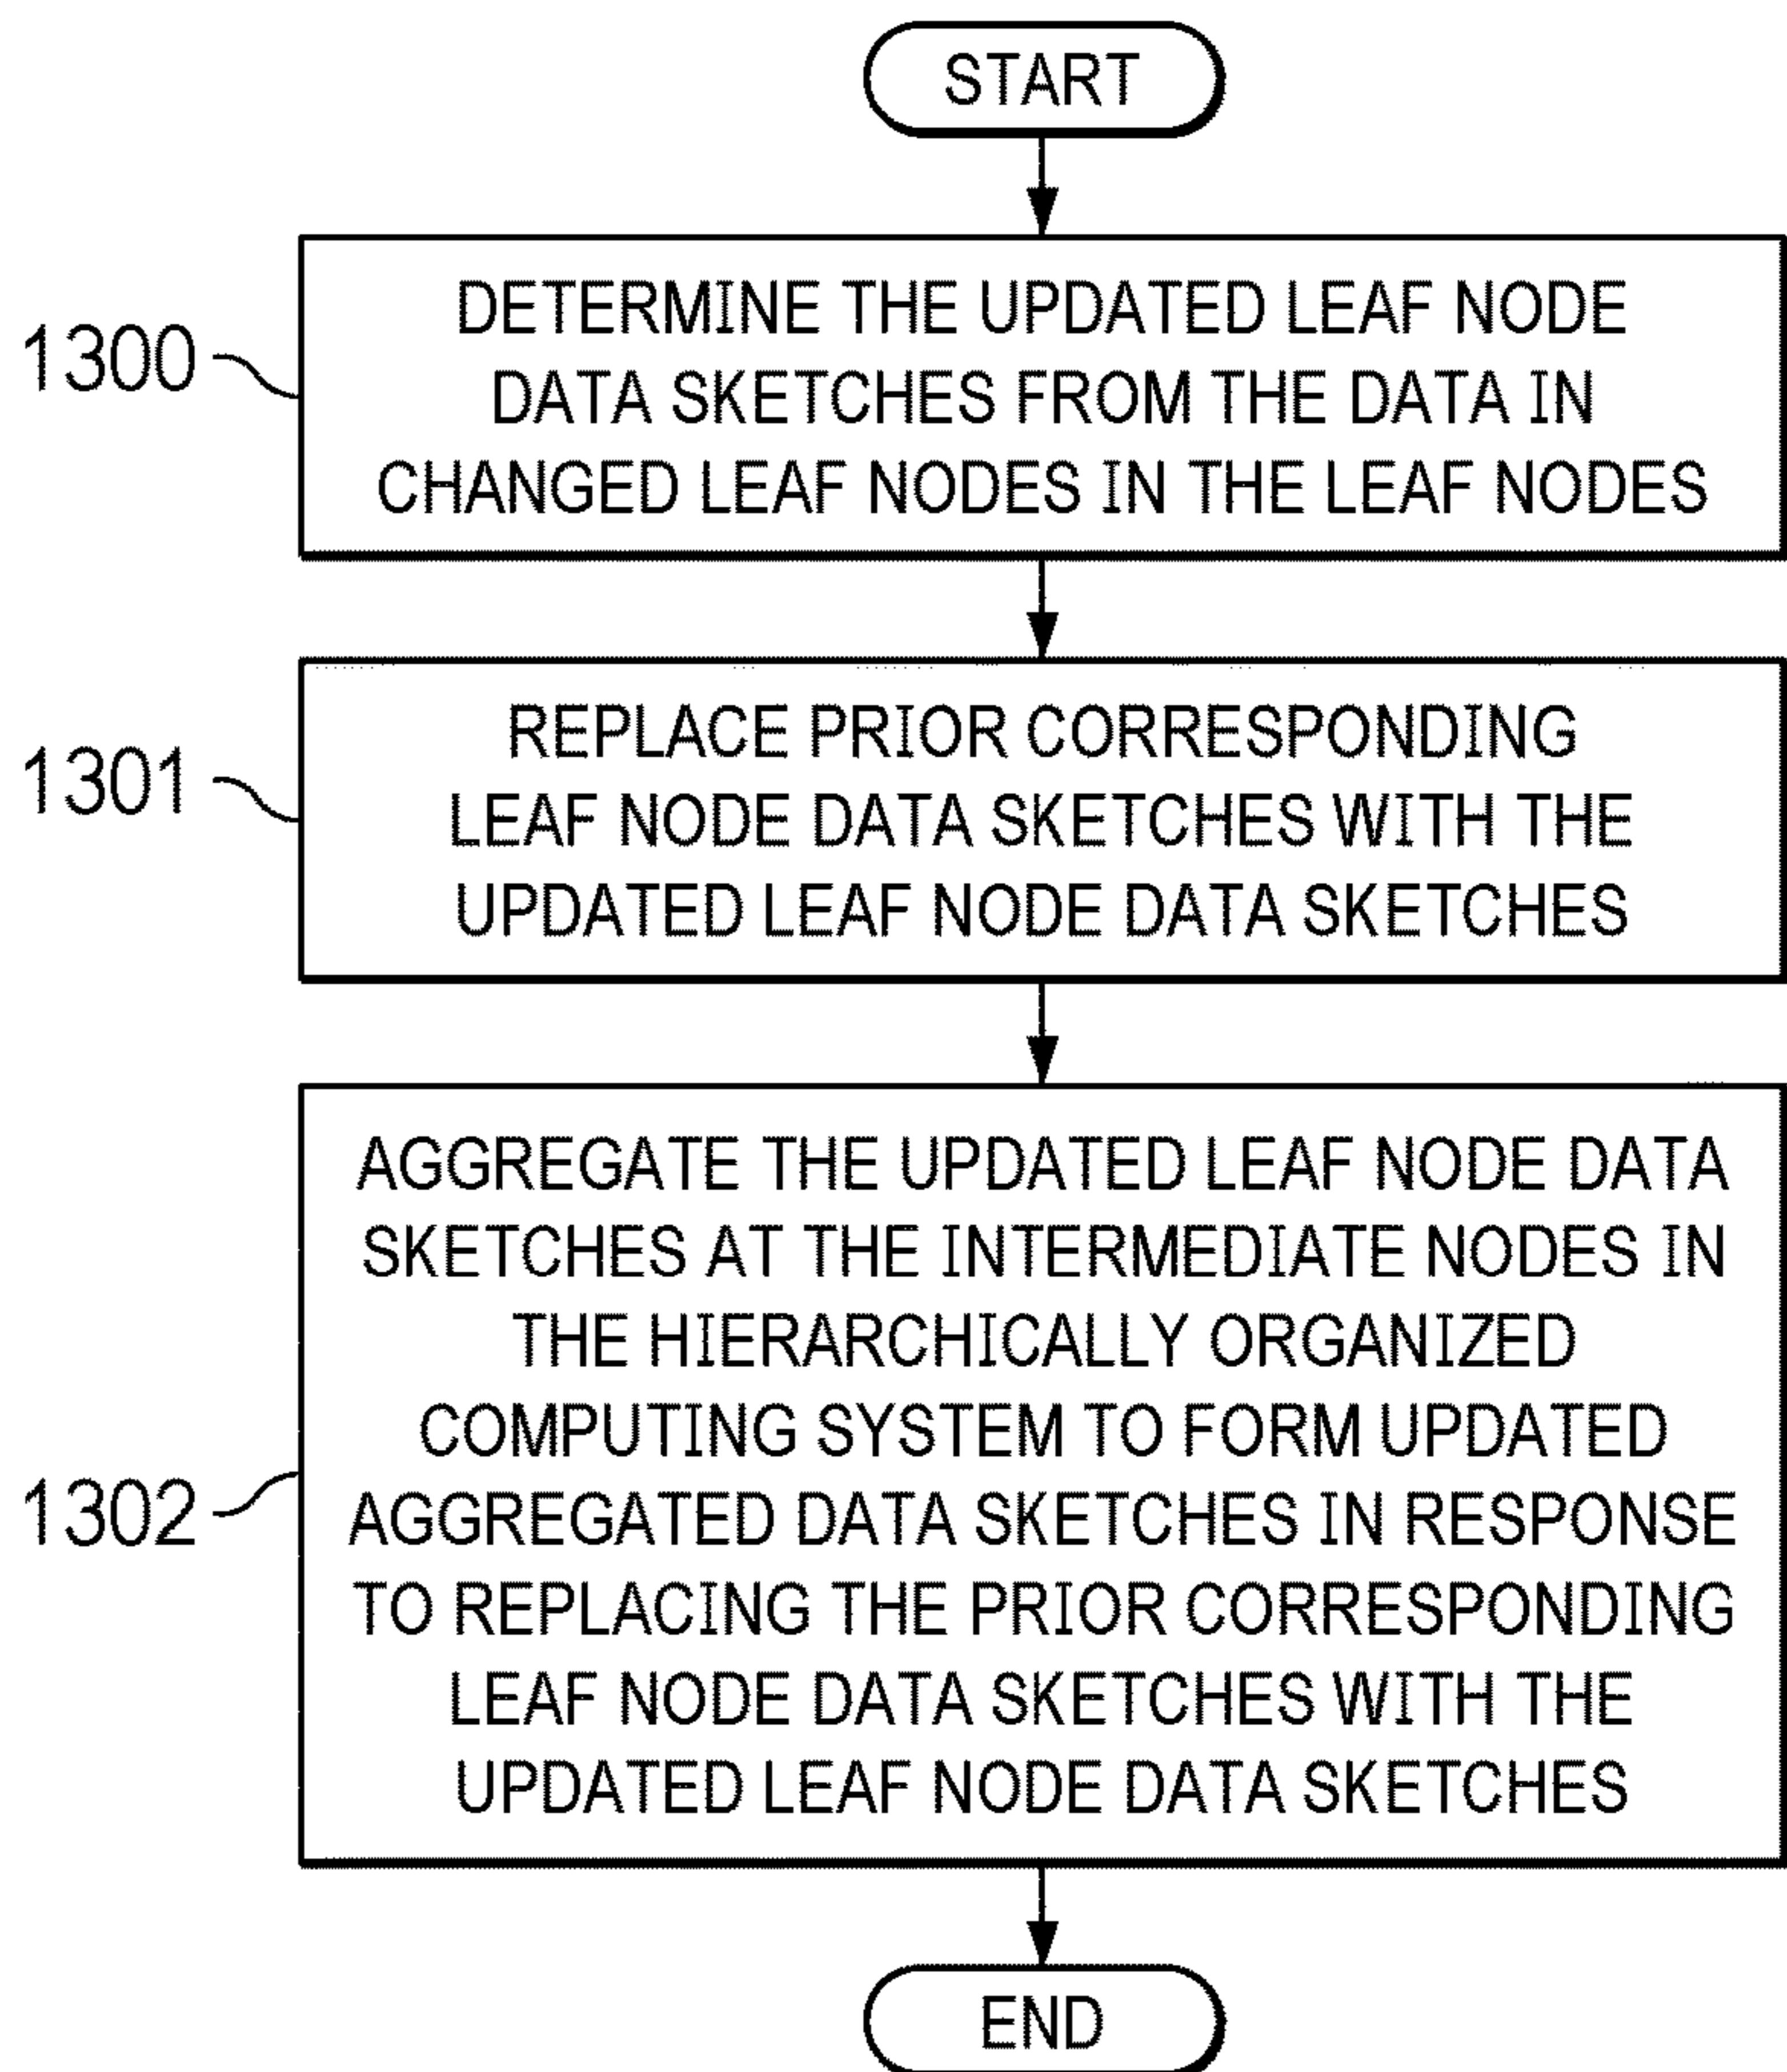 START
1300
DETERMINE THE UPDATED LEAF NODE
DATA SKETCHES FROM THE DATA IN
CHANGED LEAF NODES IN THE LEAF NODES
1301
REPLACE PRIOR CORRESPONDING
LEAF NODE DATA SKETCHES WITH THE
UPDATED LEAF NODE DATA SKETCHES
1302
AGGREGATE THE UPDATED LEAF NODE DATA
SKETCHES AT THE INTERMEDIATE NODES IN
THE HIERARCHICALLY ORGANIZED
COMPUTING SYSTEM TO FORM UPDATED
AGGREGATED DATA SKETCHES IN RESPONSE
TO REPLACING THE PRIOR CORRESPONDING
LEAF NODE DATA SKETCHES WITH THE
UPDATED LEAF NODE DATA SKETCHES
END